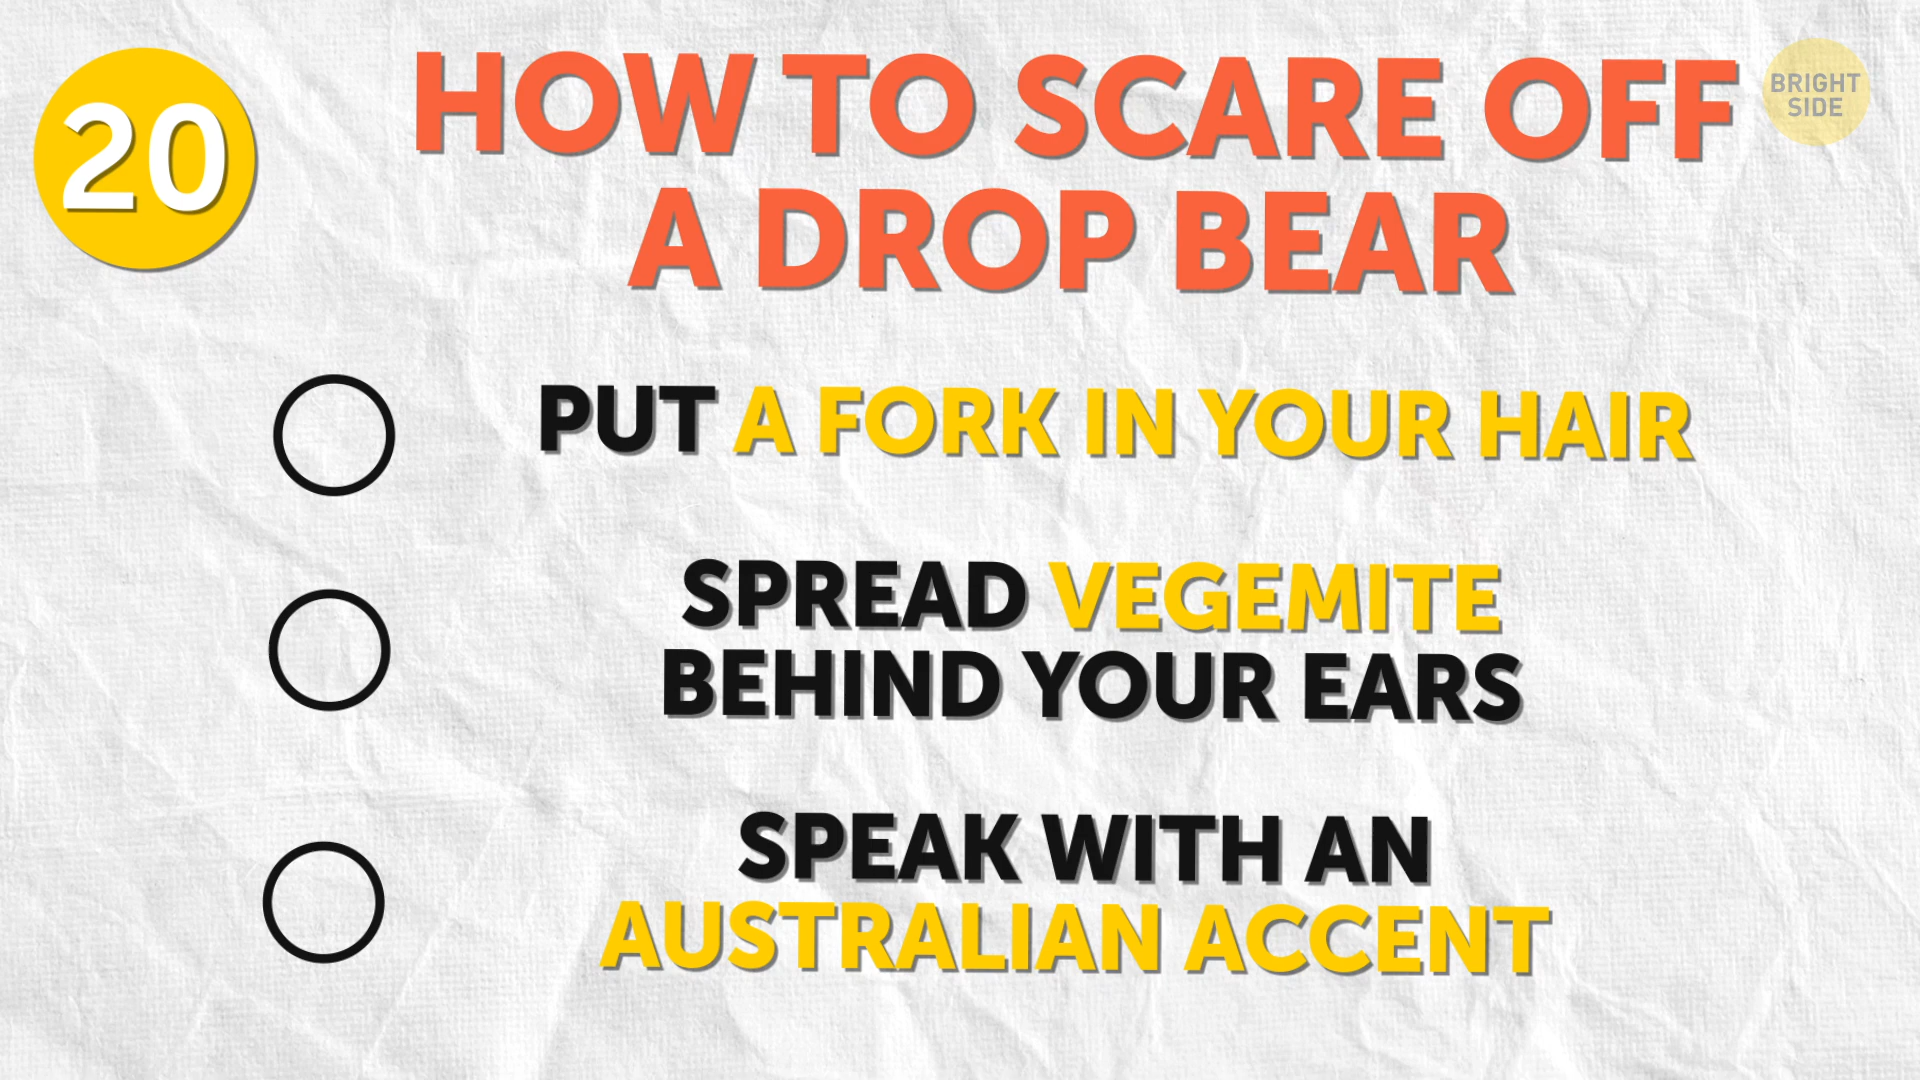 20
HOW TO SCARE OFF
A DROP BEAR
BRIGHT
SIDE
PUT A FORK IN YOUR HAIR
SPREAD VEGEMITE
BEHIND YOUR EARS
SPEAK WITH AN
AUSTRALIAN ACCENT